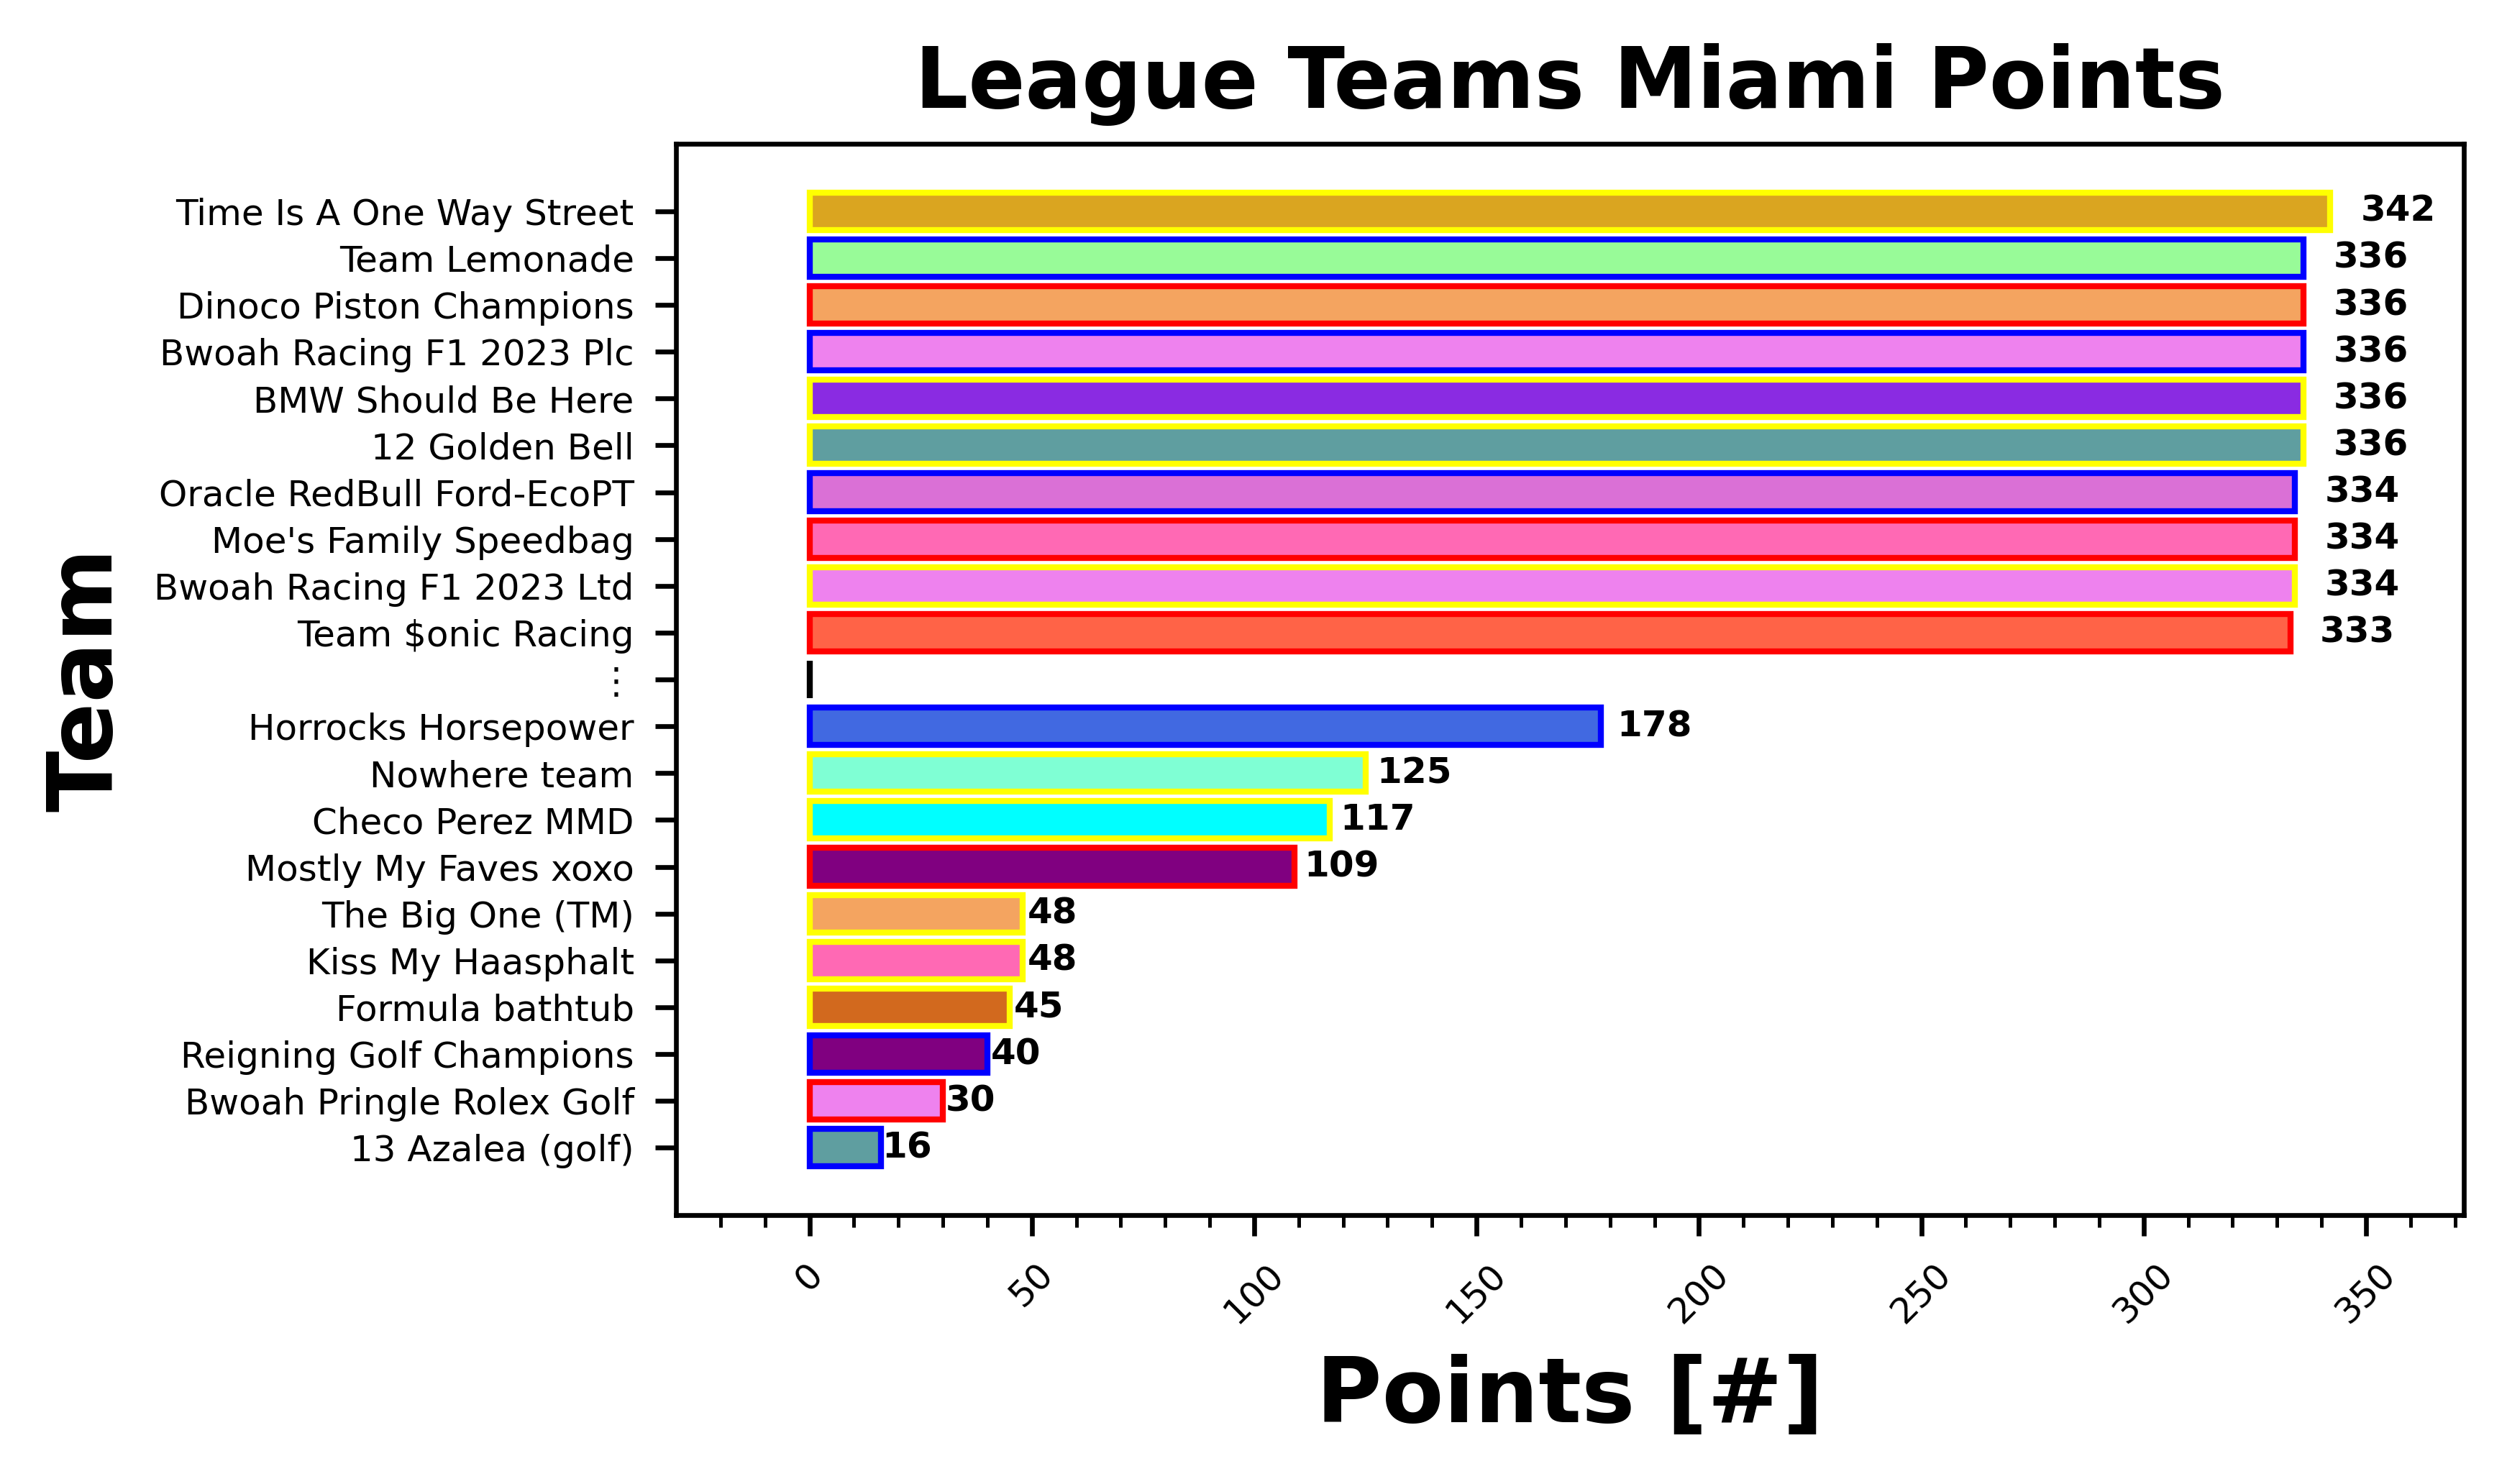 League Teams Miami Points
Team
Time Is A One Way Street 342
Team Lemonade 336
Dinoco Piston Champions 336
Bwoah Racing F1 2023 Plc 336
BMW Should Be Here 336
12 Golden Bell 336
Oracle RedBull Ford-EcoPT 334
Moe's Family Speedbag 334
Bwoah Racing F1 2023 Ltd 334
Team $onic Racing 333
⋮
Horrocks Horsepower 178
Nowhere team 125
Checo Perez MMD 117
Mostly My Faves xoxo 109
The Big One (TM) 48
Kiss My Haasphalt 48
Formula bathtub 45
Reigning Golf Champions 40
Bwoah Pringle Rolex Golf 30
13 Azalea (golf) 16
0 50 100 150 200 250 300 350
Points [#]